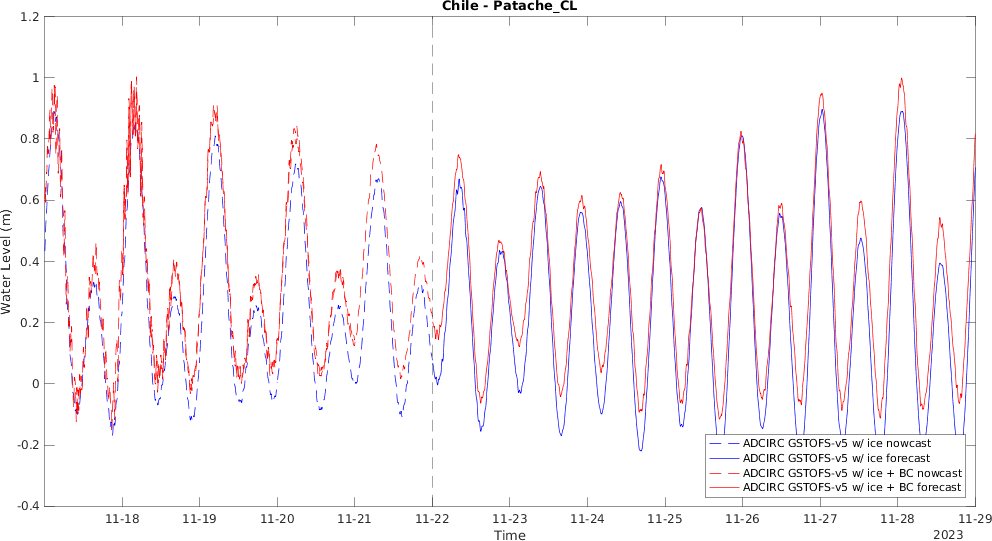 Chile - Patache_CL
Water Level (m)
1.2
1
0.8
0.6
0.4
0.2
0
-0.2
-0.4
ADCIRC GSTOFS-v5 w/ ice nowcast
ADCIRC GSTOFS-v5 w/ ice forecast
ADCIRC GSTOFS-v5 w/ ice + BC nowcast
ADCIRC GSTOFS-v5 w/ ice + BC forecast
11-18 11-19 11-20 11-21 11-22 11-23 11-24 11-25 11-26 11-27 11-28 11-29
Time
2023